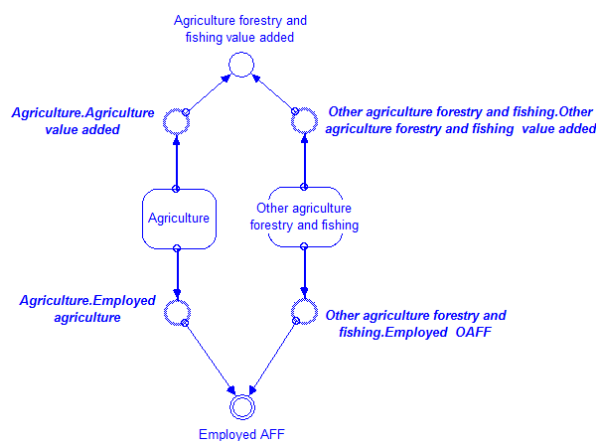 Agriculture forestry and
fishing value added
Agriculture.Agriculture
value added
Other agriculture forestry and fishing.Other
agriculture forestry and fishing value added
Agriculture
Other agriculture
forestry and fishing
Agriculture.Employed
agriculture
Other agriculture forestry and
fishing.Employed OAFF
Employed AFF